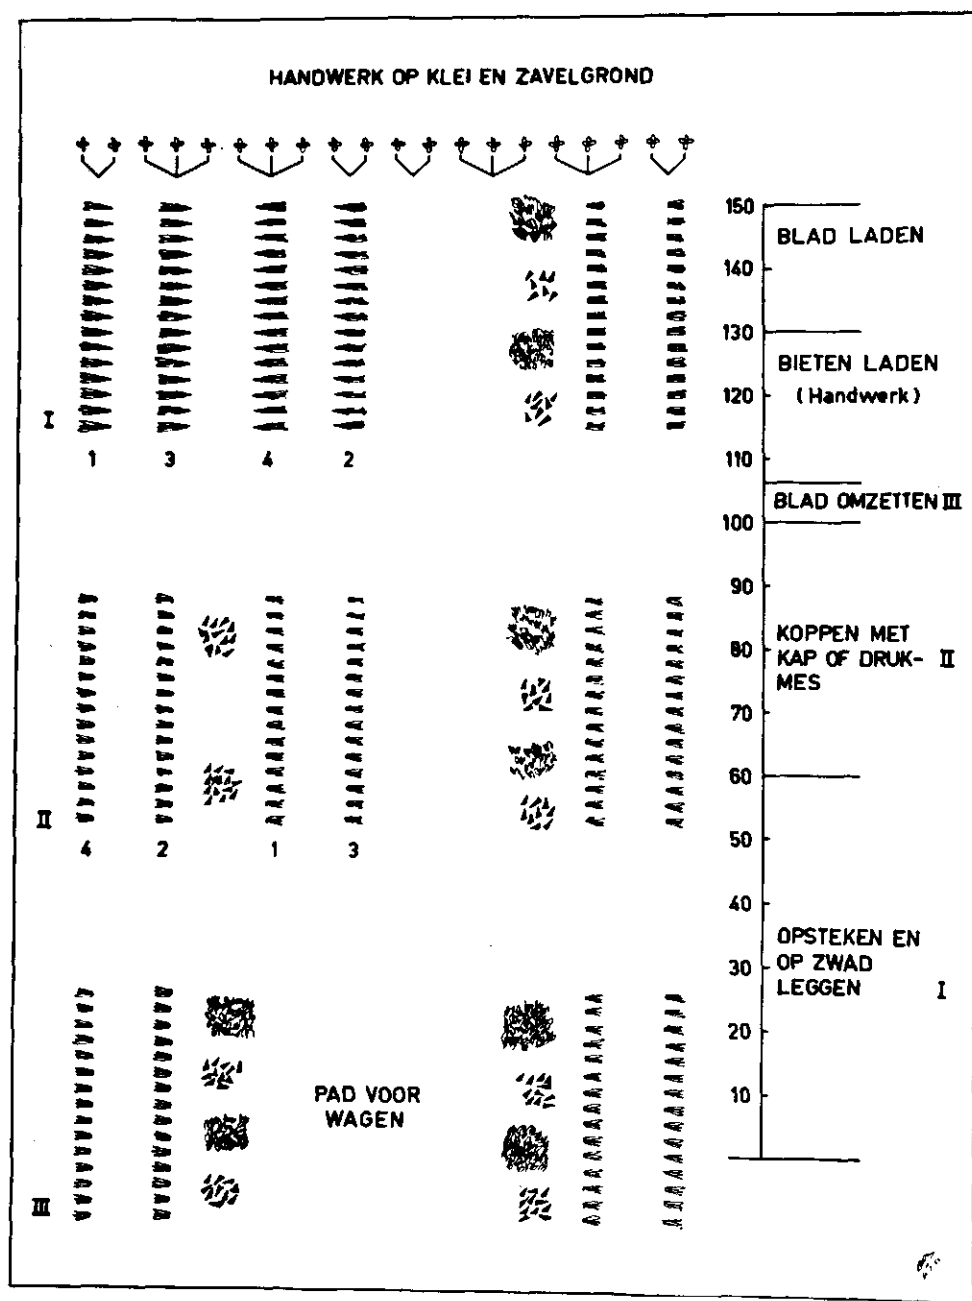 HANDWERK OP KLEI EN ZAVELGROND
I
1 3 4 2
II
4 2 1 3
PAD VOOR
WAGEN
III
150
BLAD LADEN
140
130
BIETEN LADEN
120
(Handwerk)
110
BLAD OMZETTEN III
100
90
KOPPEN MET
80
KAP OF DRUK- II
MES
70
60
50
40
OPSTEKEN EN
OP ZWAD
30
LEGGEN I
20
10